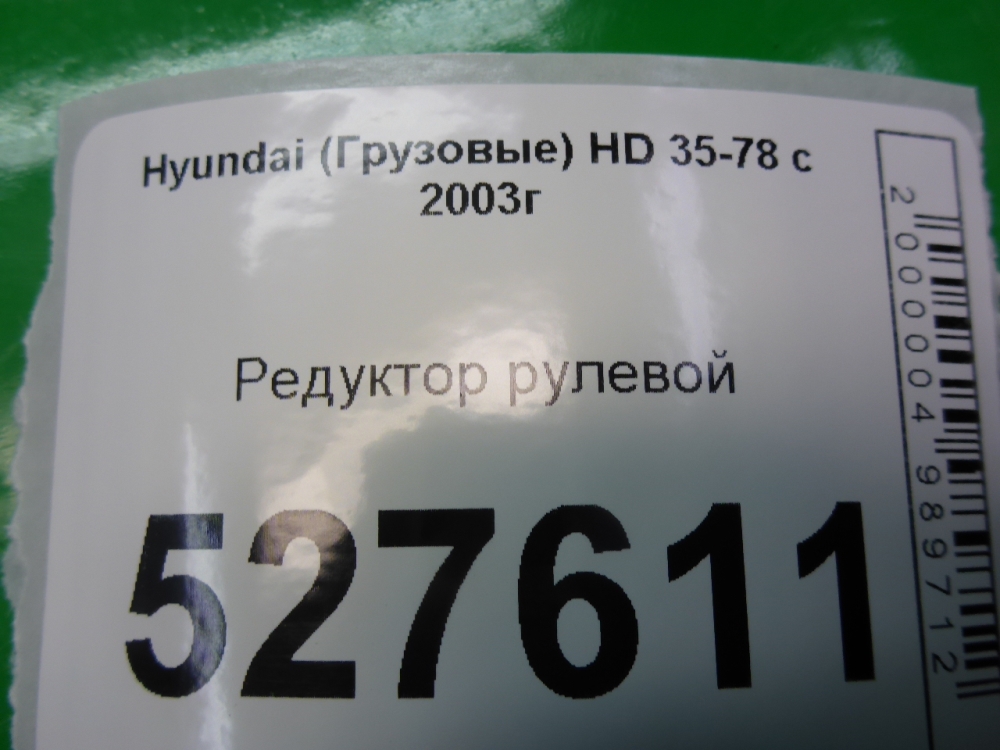 Hyundai (Грузовые) HD 35-78 с
2003г
Редуктор рулевой
527611
2000004989712